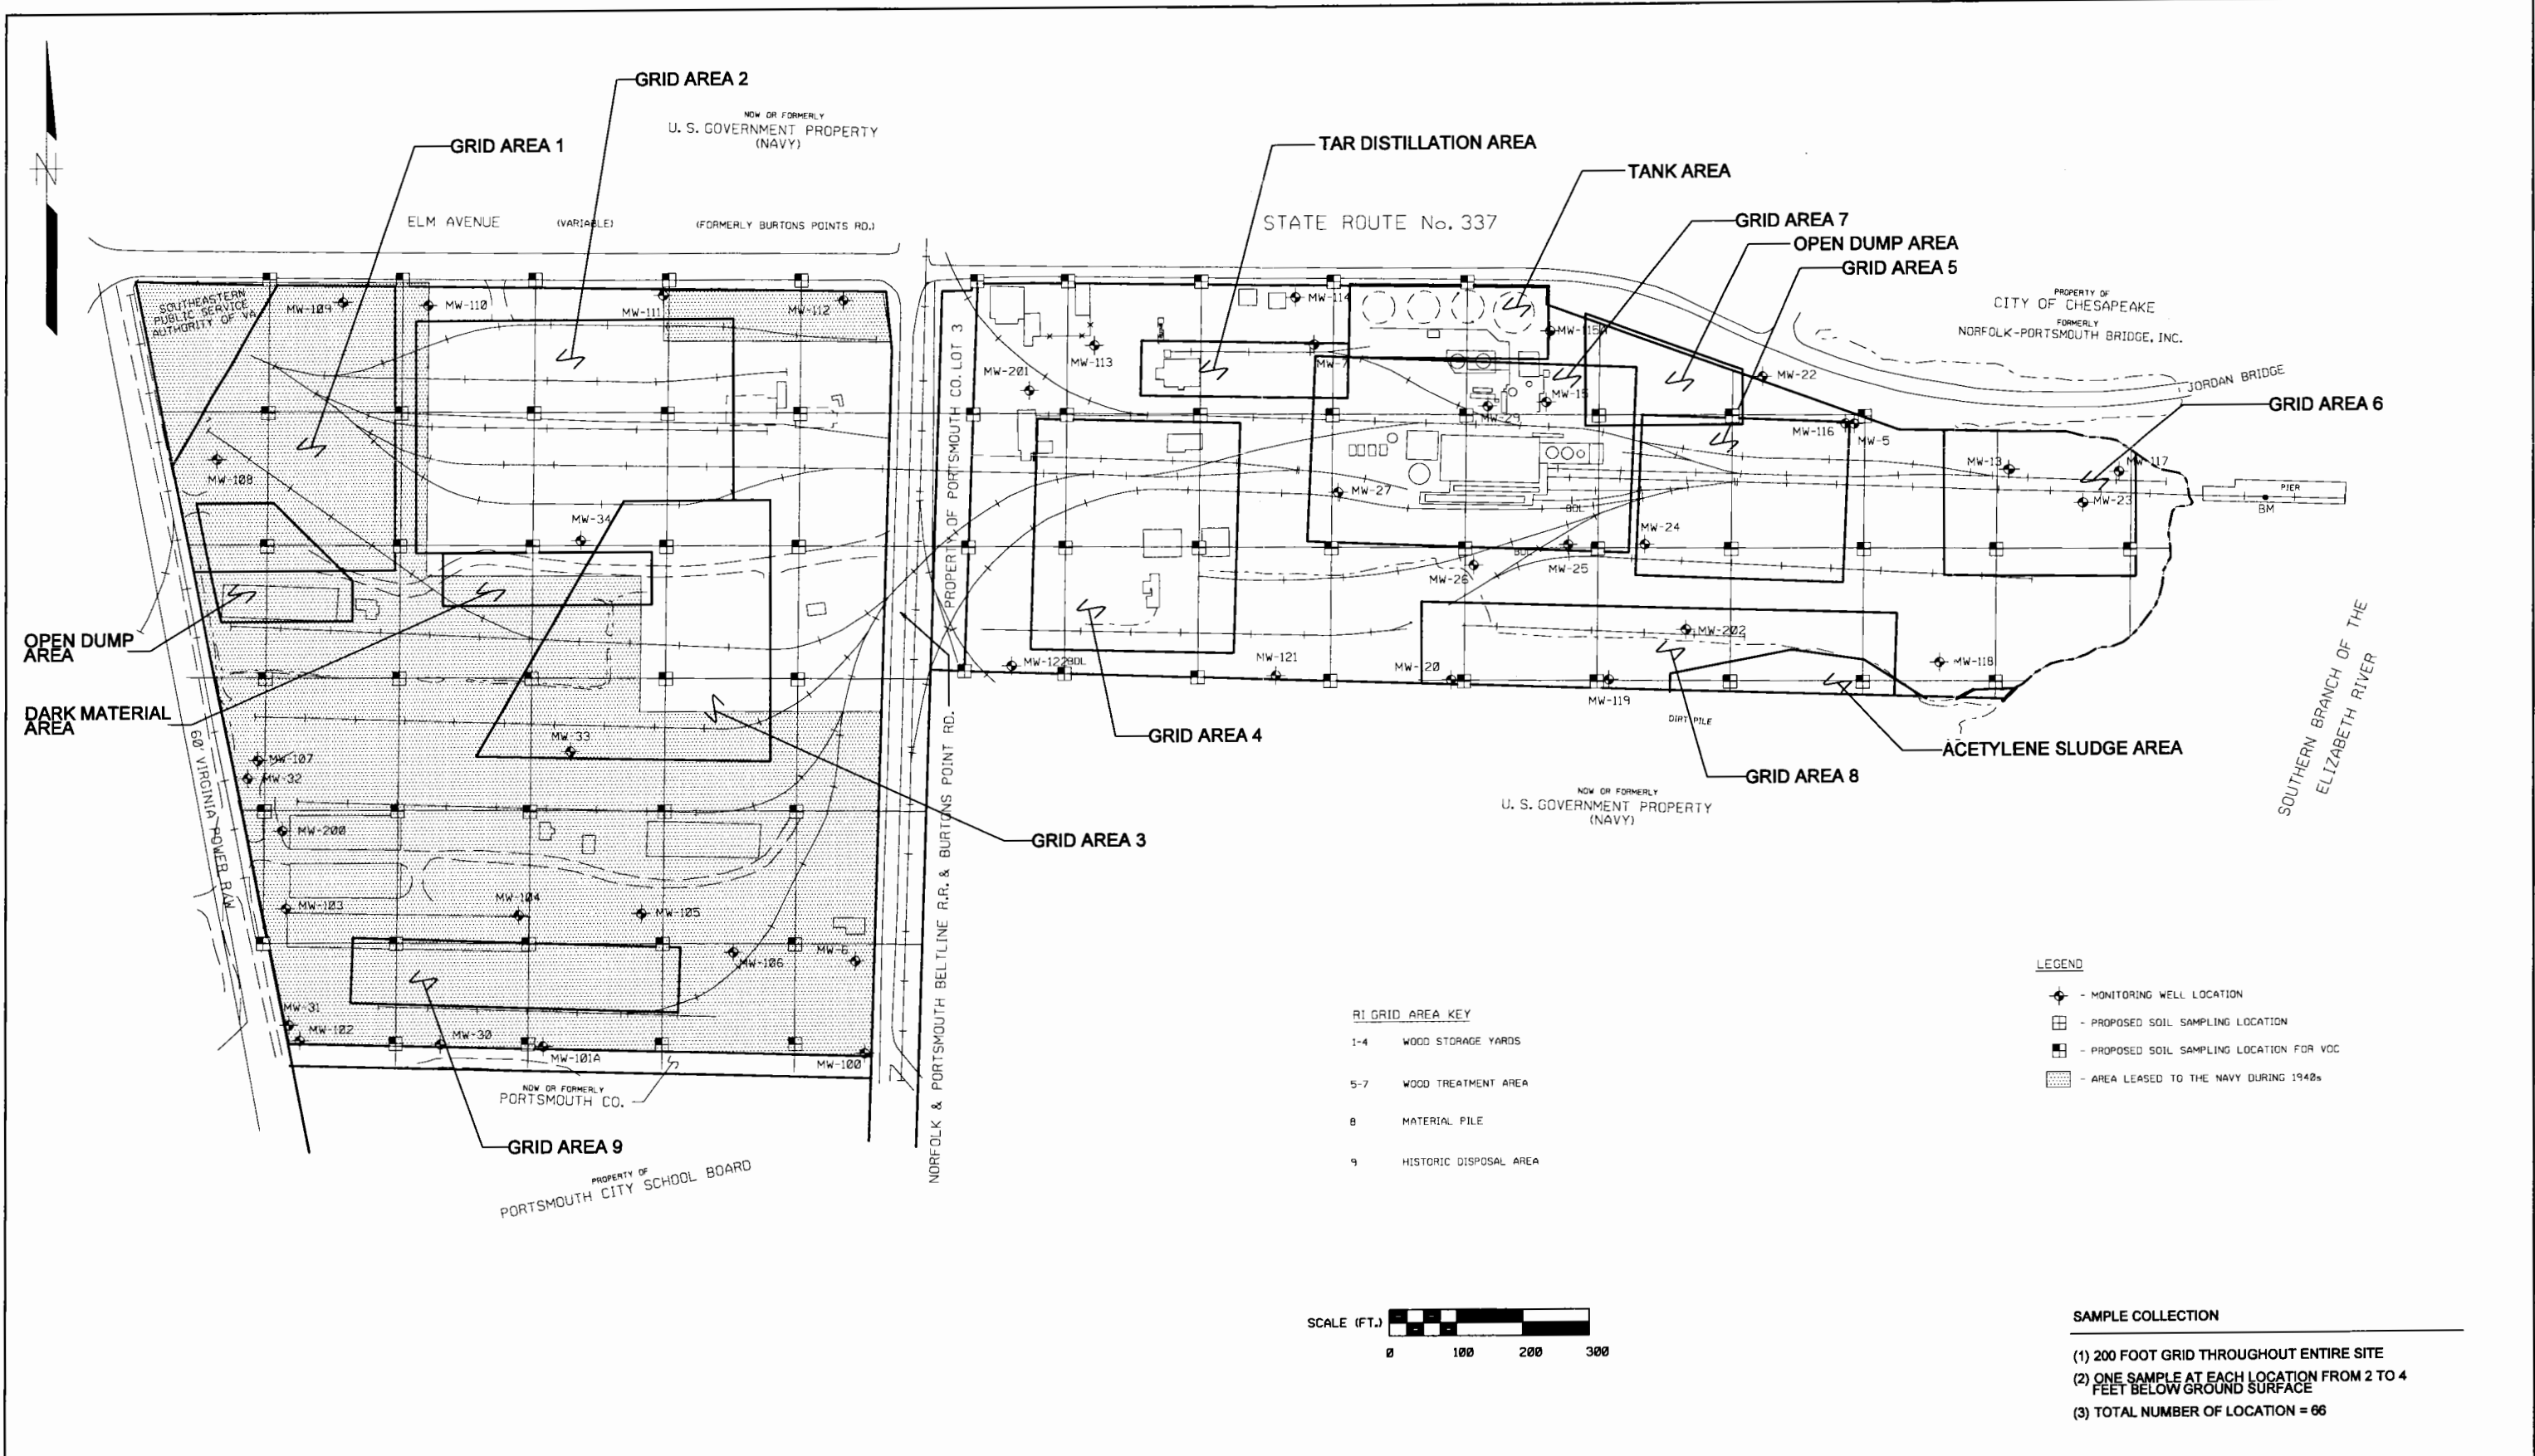 GRID AREA 2
NOW OR FORMERLY
U. S. GOVERNMENT PROPERTY
(NAVY)
GRID AREA 1
TAR DISTILLATION AREA
TANK AREA
N
ELM AVENUE (VARIABLE) (FORMERLY BURTONS POINTS RD.)
STATE ROUTE No. 337
GRID AREA 7
OPEN DUMP AREA
GRID AREA 5
PROPERTY OF
CITY OF CHESAPEAKE
FORMERLY
NORFOLK-PORTSMOUTH BRIDGE, INC.
JORDAN BRIDGE
GRID AREA 6
SOUTHEASTERN
PUBLIC SERVICE
AUTHORITY OF VA
MW-109
MW-110
MW-111
MW-112
MW-114
MW-113
MW-201
MW-7
MW-22
MW-15
MW-29
MW-116
MW-5
MW-13
MW-117
MW-23
PIER
BM
MW-108
MW-34
MW-27
BDL
BDL
MW-24
MW-25
MW-26
OPEN DUMP
AREA
DARK MATERIAL
AREA
MW-202
MW-122
BDL
MW-121
MW-120
MW-119
MW-118
DIRT PILE
GRID AREA 4
ACETYLENE SLUDGE AREA
GRID AREA 8
NOW OR FORMERLY
U. S. GOVERNMENT PROPERTY
(NAVY)
SOUTHERN BRANCH OF THE
ELIZABETH RIVER
MW-33
MW-107
MW-32
MW-200
GRID AREA 3
60' VIRGINIA POWER R/W
PROPERTY OF PORTSMOUTH CO. LOT 3
NORFOLK & PORTSMOUTH BELTLINE R.R. & BURTONS POINT RD.
MW-103
MW-104
MW-105
MW-6
MW-106
MW-31
MW-102
MW-30
MW-101A
MW-100
NOW OR FORMERLY
PORTSMOUTH CO.
GRID AREA 9
PROPERTY OF
PORTSMOUTH CITY SCHOOL BOARD
RI GRID AREA KEY
1-4 WOOD STORAGE YARDS
5-7 WOOD TREATMENT AREA
8 MATERIAL PILE
9 HISTORIC DISPOSAL AREA
LEGEND
- MONITORING WELL LOCATION
- PROPOSED SOIL SAMPLING LOCATION
- PROPOSED SOIL SAMPLING LOCATION FOR VOC
- AREA LEASED TO THE NAVY DURING 1940s
SCALE (FT.)
0 100 200 300
SAMPLE COLLECTION
(1) 200 FOOT GRID THROUGHOUT ENTIRE SITE
(2) ONE SAMPLE AT EACH LOCATION FROM 2 TO 4
FEET BELOW GROUND SURFACE
(3) TOTAL NUMBER OF LOCATION = 66